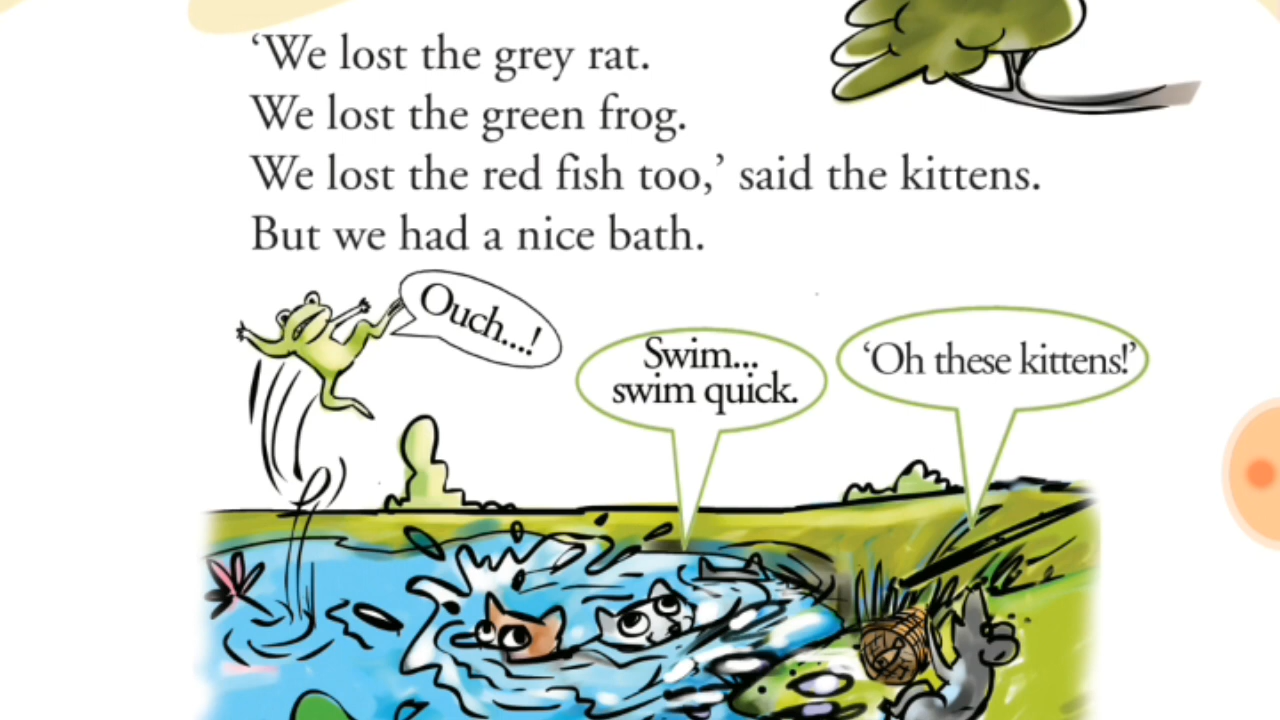 ‘We lost the grey rat.
We lost the green frog.
We lost the red fish too,’ said the kittens.
But we had a nice bath.
Ouch...!
Swim...
swim quick.
‘Oh these kittens!’